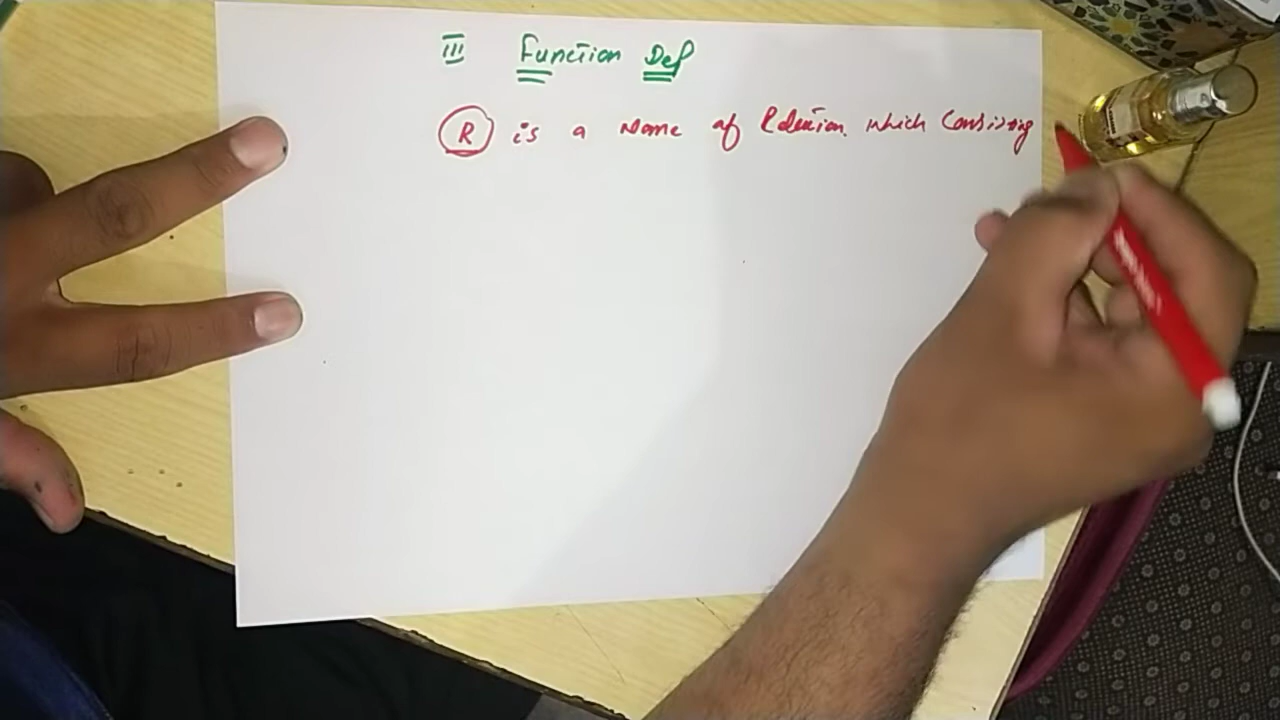 III Function Def
R is a Name of Relation. which Consisting